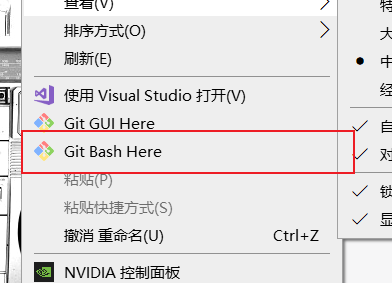 查看(V)
特
排序方式(O)
大
刷新(E)
中
使用 Visual Studio 打开(V)
经
Git GUI Here
自
Git Bash Here
对
粘贴(P)
粘贴快捷方式(S)
锁
撤消 重命名(U) Ctrl+Z
显
NVIDIA 控制面板